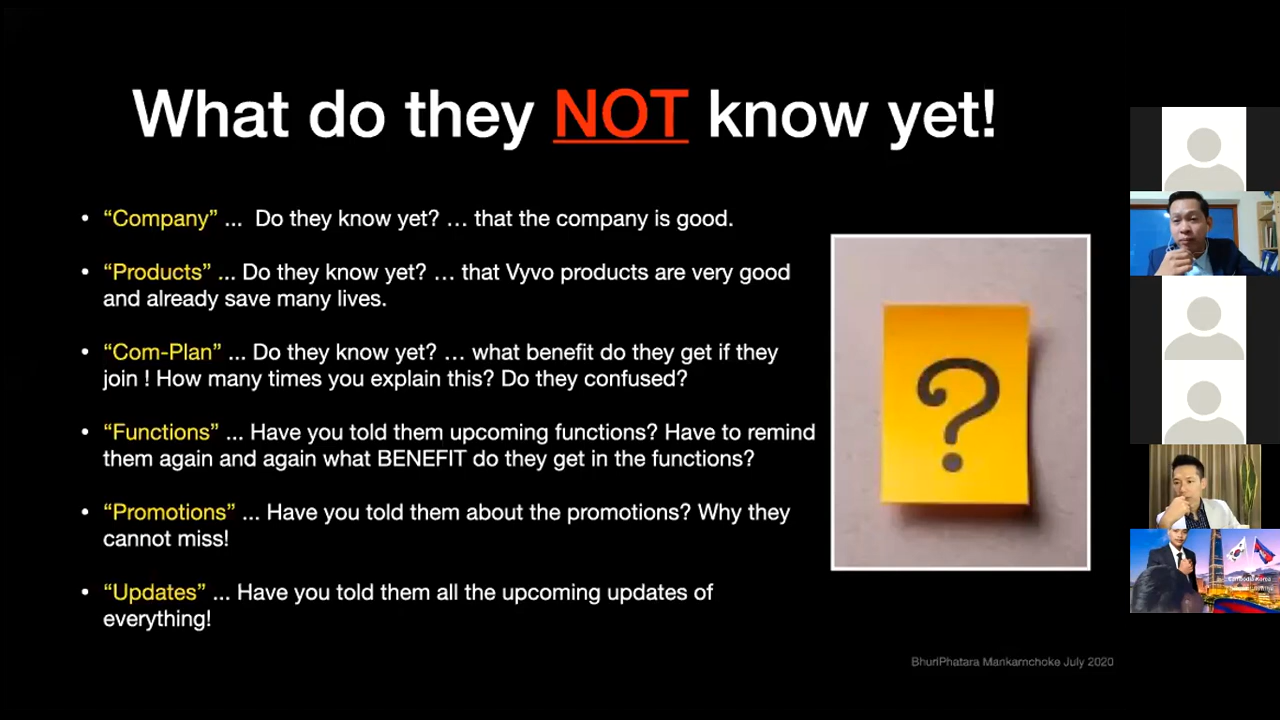 What do they NOT know yet!
• “Company” ... Do they know yet? … that the company is good.
• “Products” ... Do they know yet? … that Vyvo products are very good
and already save many lives.
• “Com-Plan” ... Do they know yet? … what benefit do they get if they
join ! How many times you explain this? Do they confused?
• “Functions” ... Have you told them upcoming functions? Have to remind
them again and again what BENEFIT do they get in the functions?
• “Promotions” ... Have you told them about the promotions? Why they
cannot miss!
• “Updates” ... Have you told them all the upcoming updates of
everything!
?
BhuriPhatara Mankarnchoke July 2020